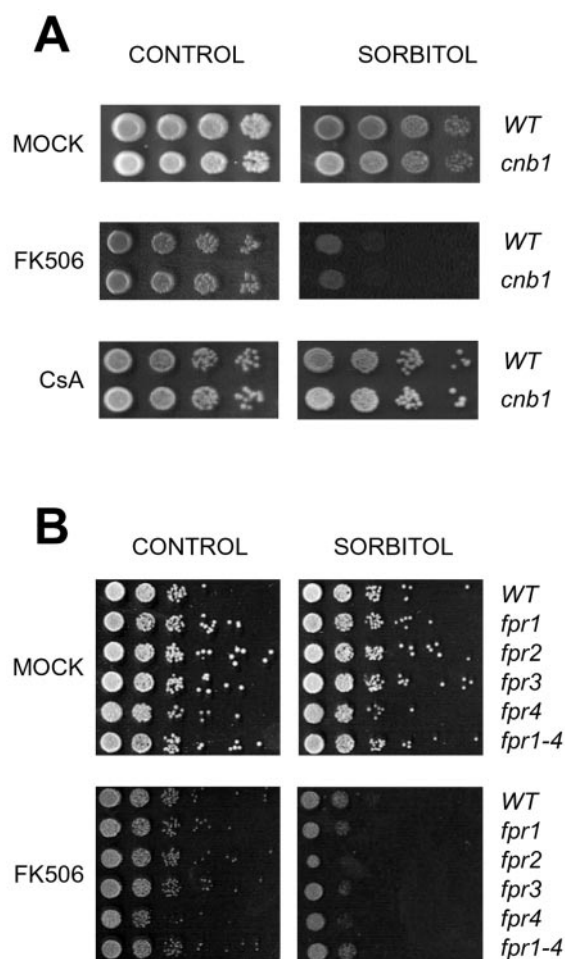 A
CONTROL SORBITOL
MOCK
WT
cnb1
FK506
WT
cnb1
CsA
WT
cnb1
B
CONTROL SORBITOL
MOCK
WT
fpr1
fpr2
fpr3
fpr4
fpr1-4
FK506
WT
fpr1
fpr2
fpr3
fpr4
fpr1-4